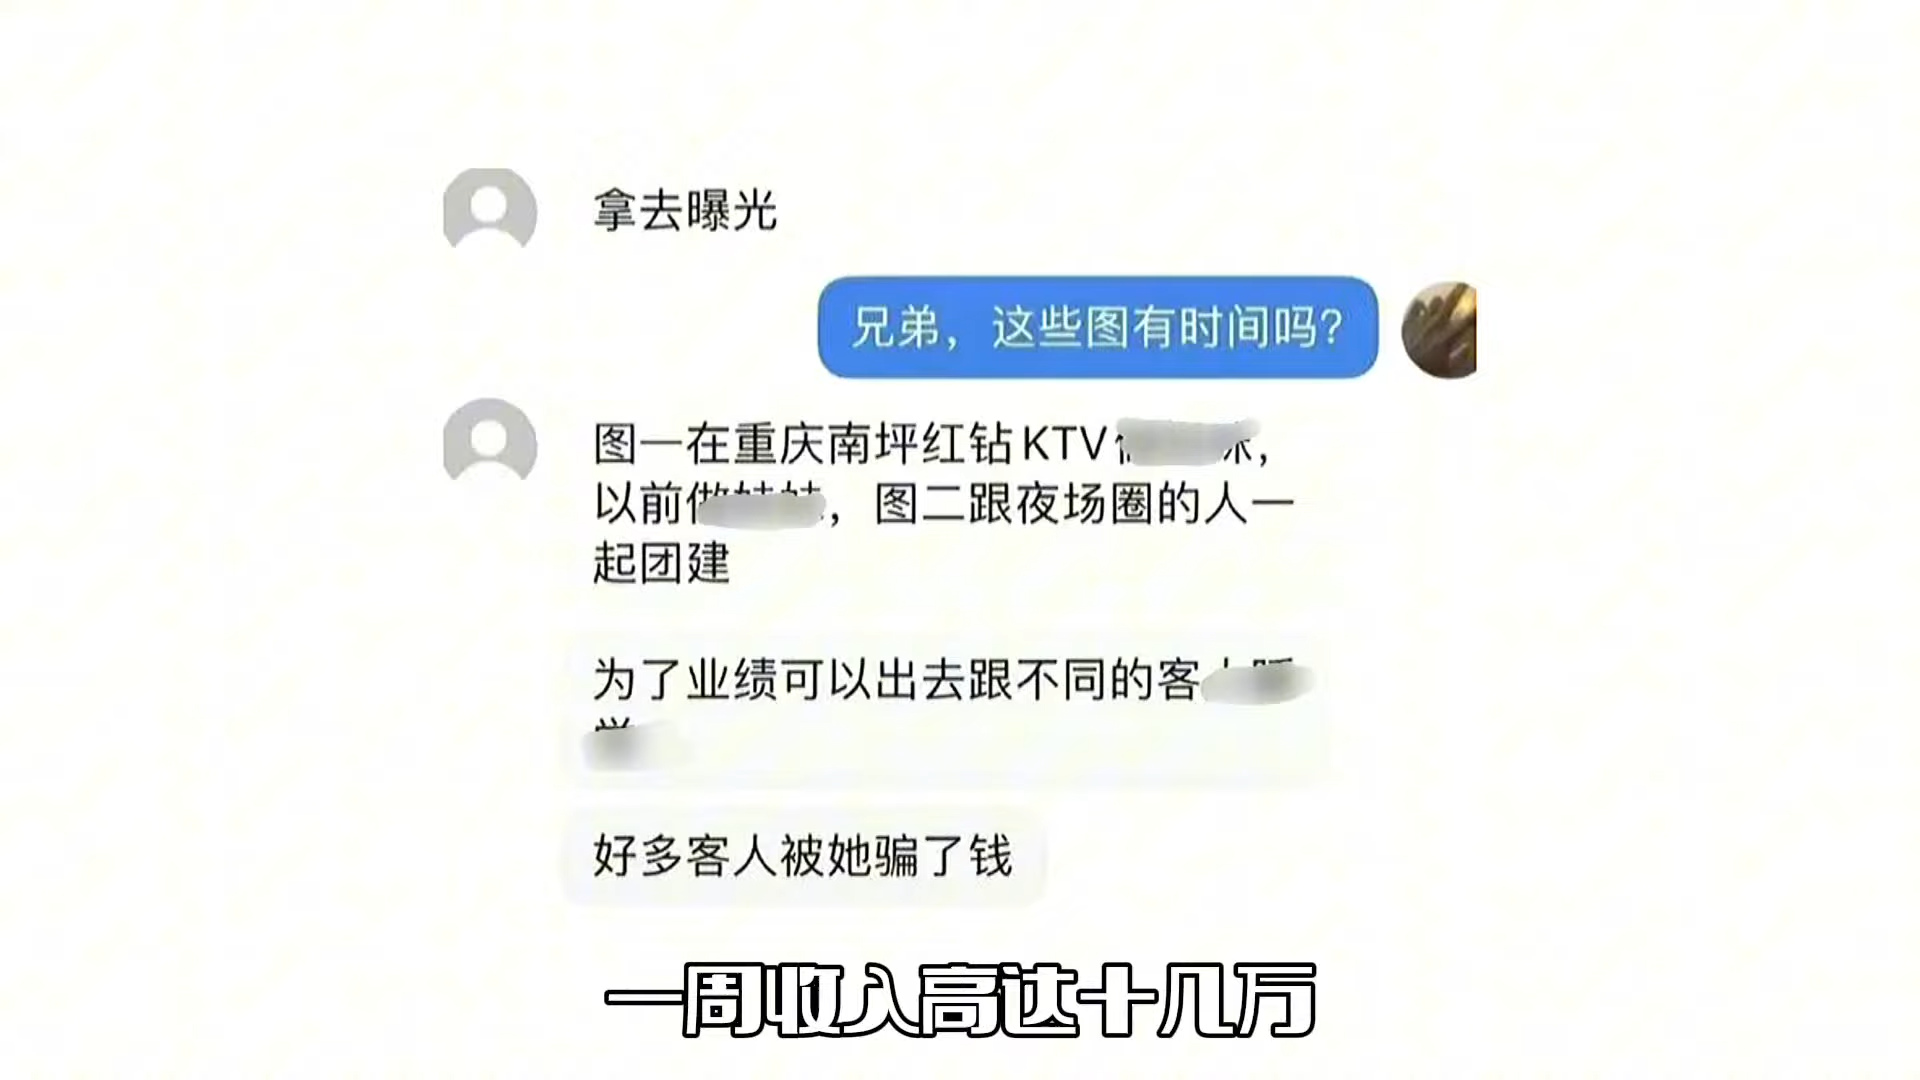 拿去曝光
兄弟，这些图有时间吗？
图一在重庆南坪红钻KTV
以前做，图二跟夜场圈的人一
起团建
为了业绩可以出去跟不同的客
好多客人被她骗了钱
一周收入高达十几万